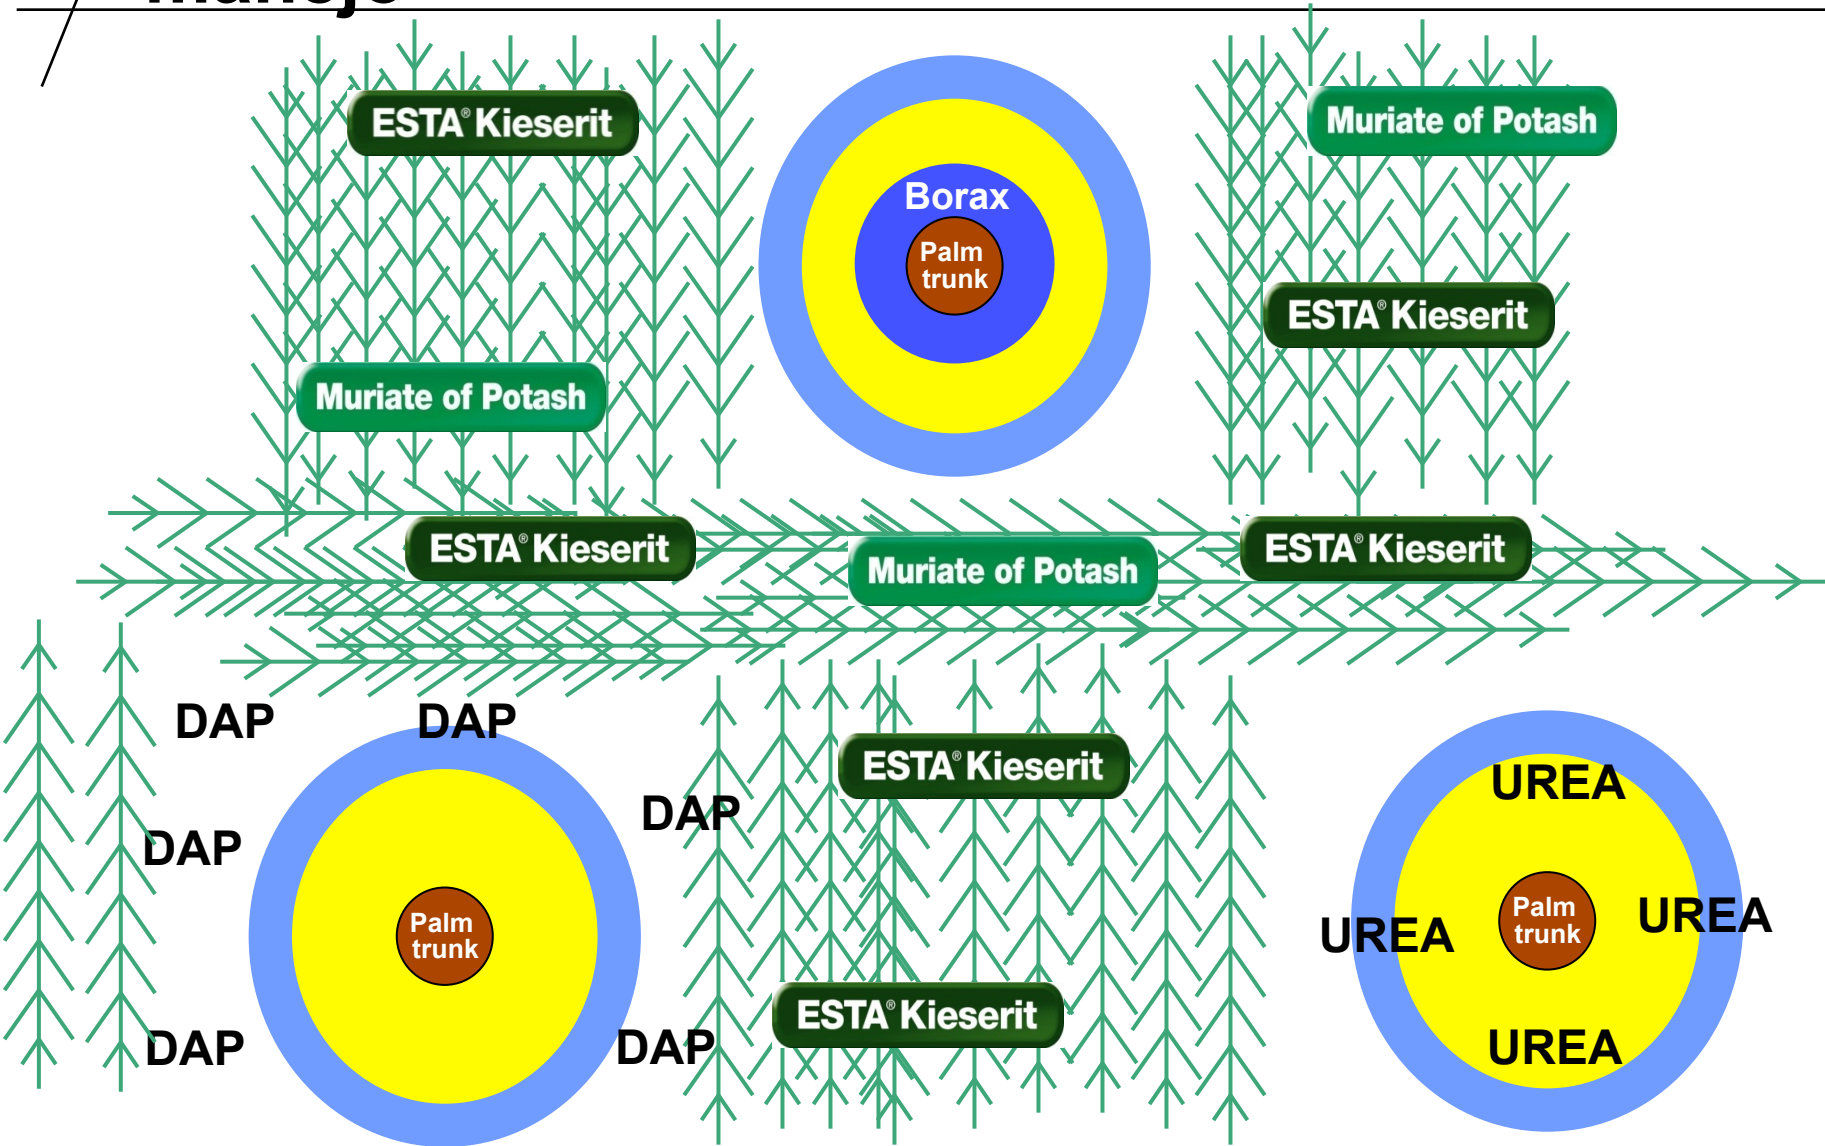 manejo
ESTA® Kieserit
Muriate of Potash
Borax
Palm
trunk
ESTA® Kieserit
Muriate of Potash
ESTA® Kieserit
Muriate of Potash
ESTA® Kieserit
DAP
DAP
ESTA® Kieserit
UREA
DAP
DAP
Palm
trunk
Palm
trunk
UREA
UREA
ESTA® Kieserit
DAP
DAP
UREA